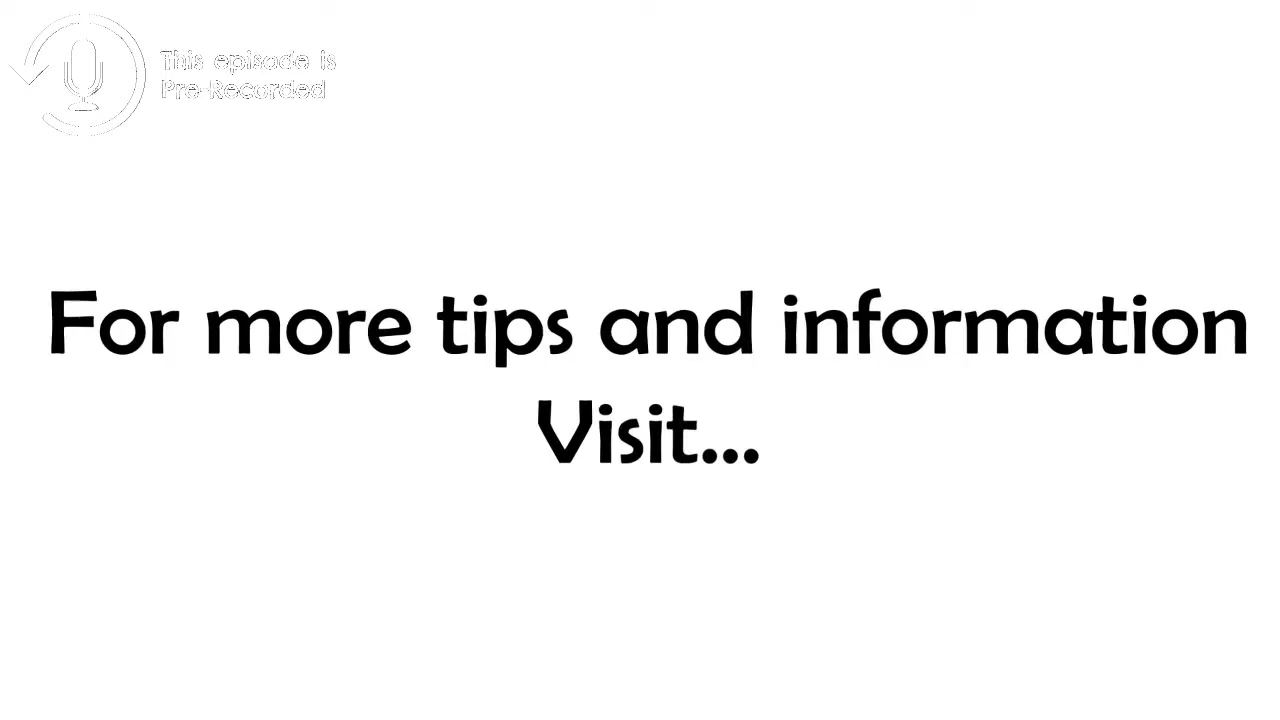 This episode is
Pre-Recorded
For more tips and information
Visit...